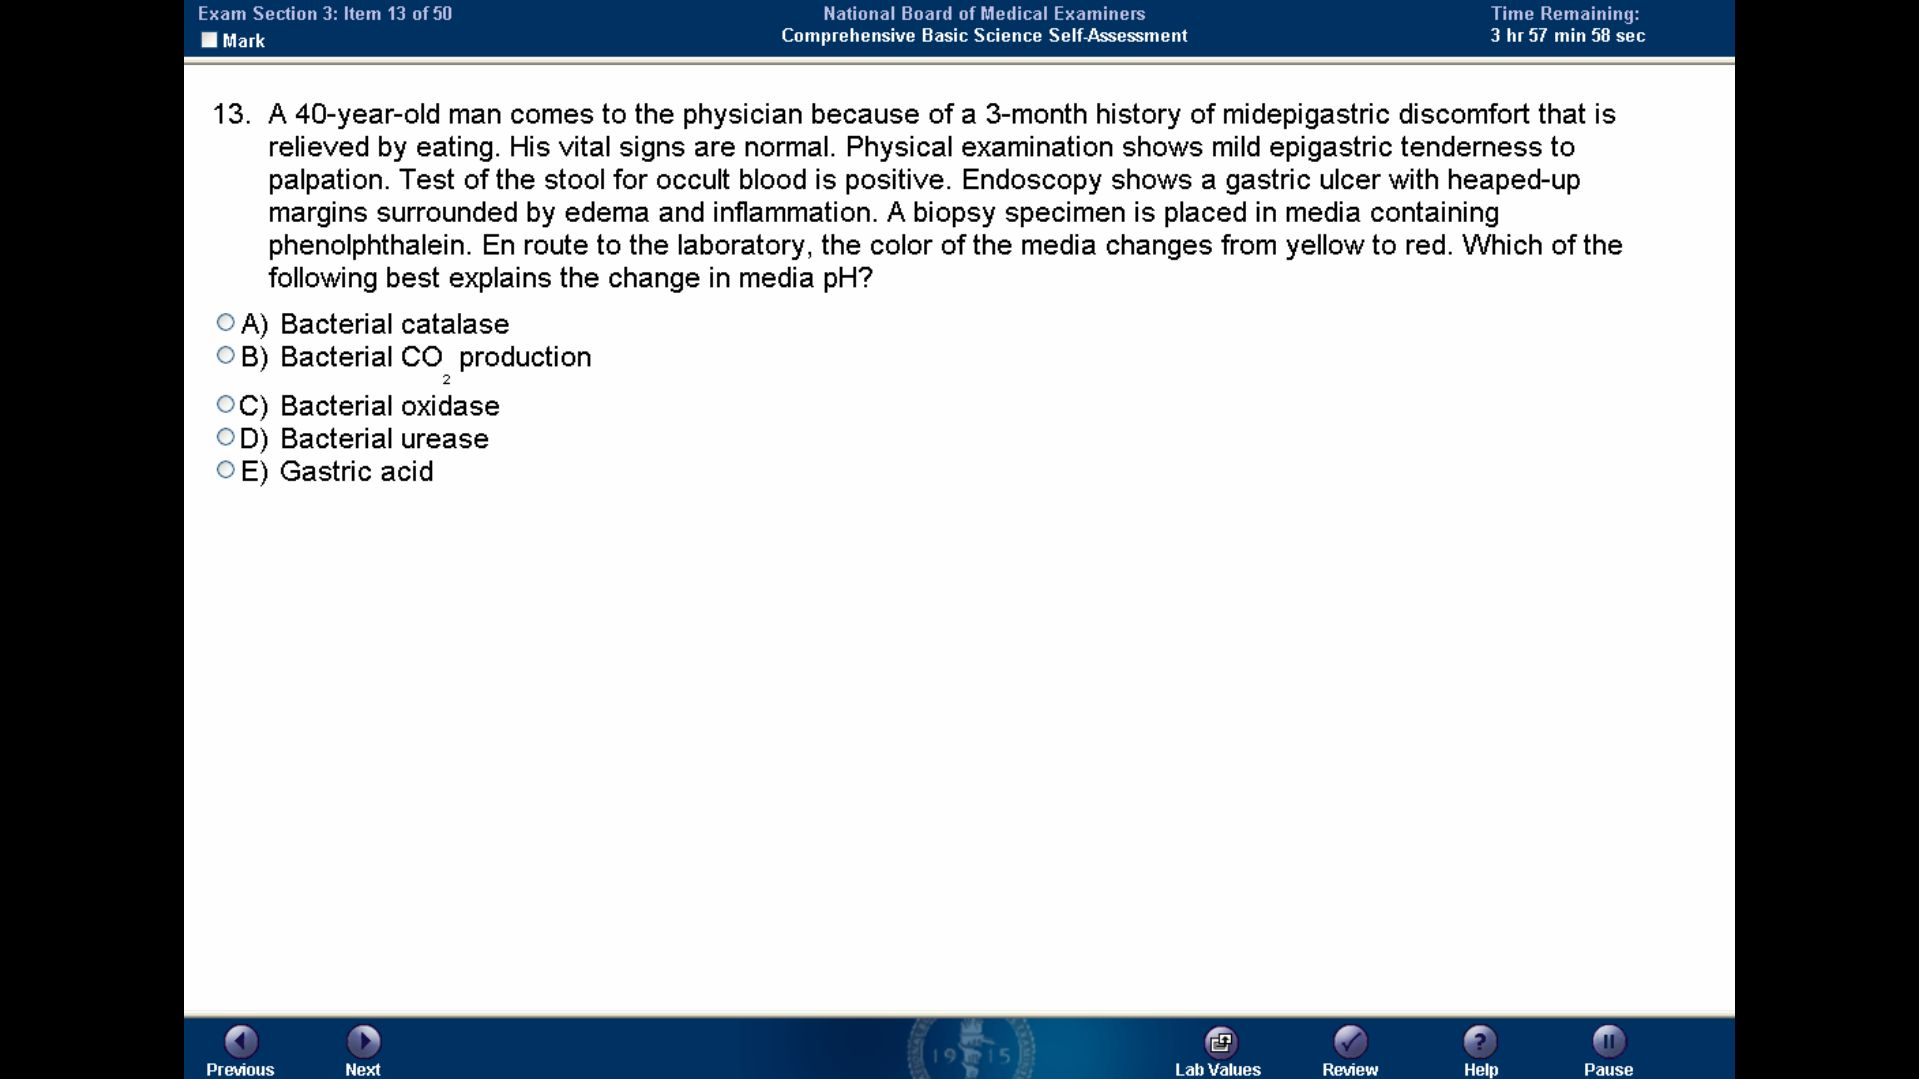 Exam Section 3: Item 13 of 50
National Board of Medical Examiners
Time Remaining:
Mark
Comprehensive Basic Science Self-Assessment
3 hr 57 min 58 sec
13. A 40-year-old man comes to the physician because of a 3-month history of midepigastric discomfort that is
relieved by eating. His vital signs are normal. Physical examination shows mild epigastric tenderness to
palpation. Test of the stool for occult blood is positive. Endoscopy shows a gastric ulcer with heaped-up
margins surrounded by edema and inflammation. A biopsy specimen is placed in media containing
phenolphthalein. En route to the laboratory, the color of the media changes from yellow to red. Which of the
following best explains the change in media pH?
A) Bacterial catalase
B) Bacterial CO2 production
C) Bacterial oxidase
D) Bacterial urease
E) Gastric acid
1915
Previous
Next
Lab Values
Review
Help
Pause